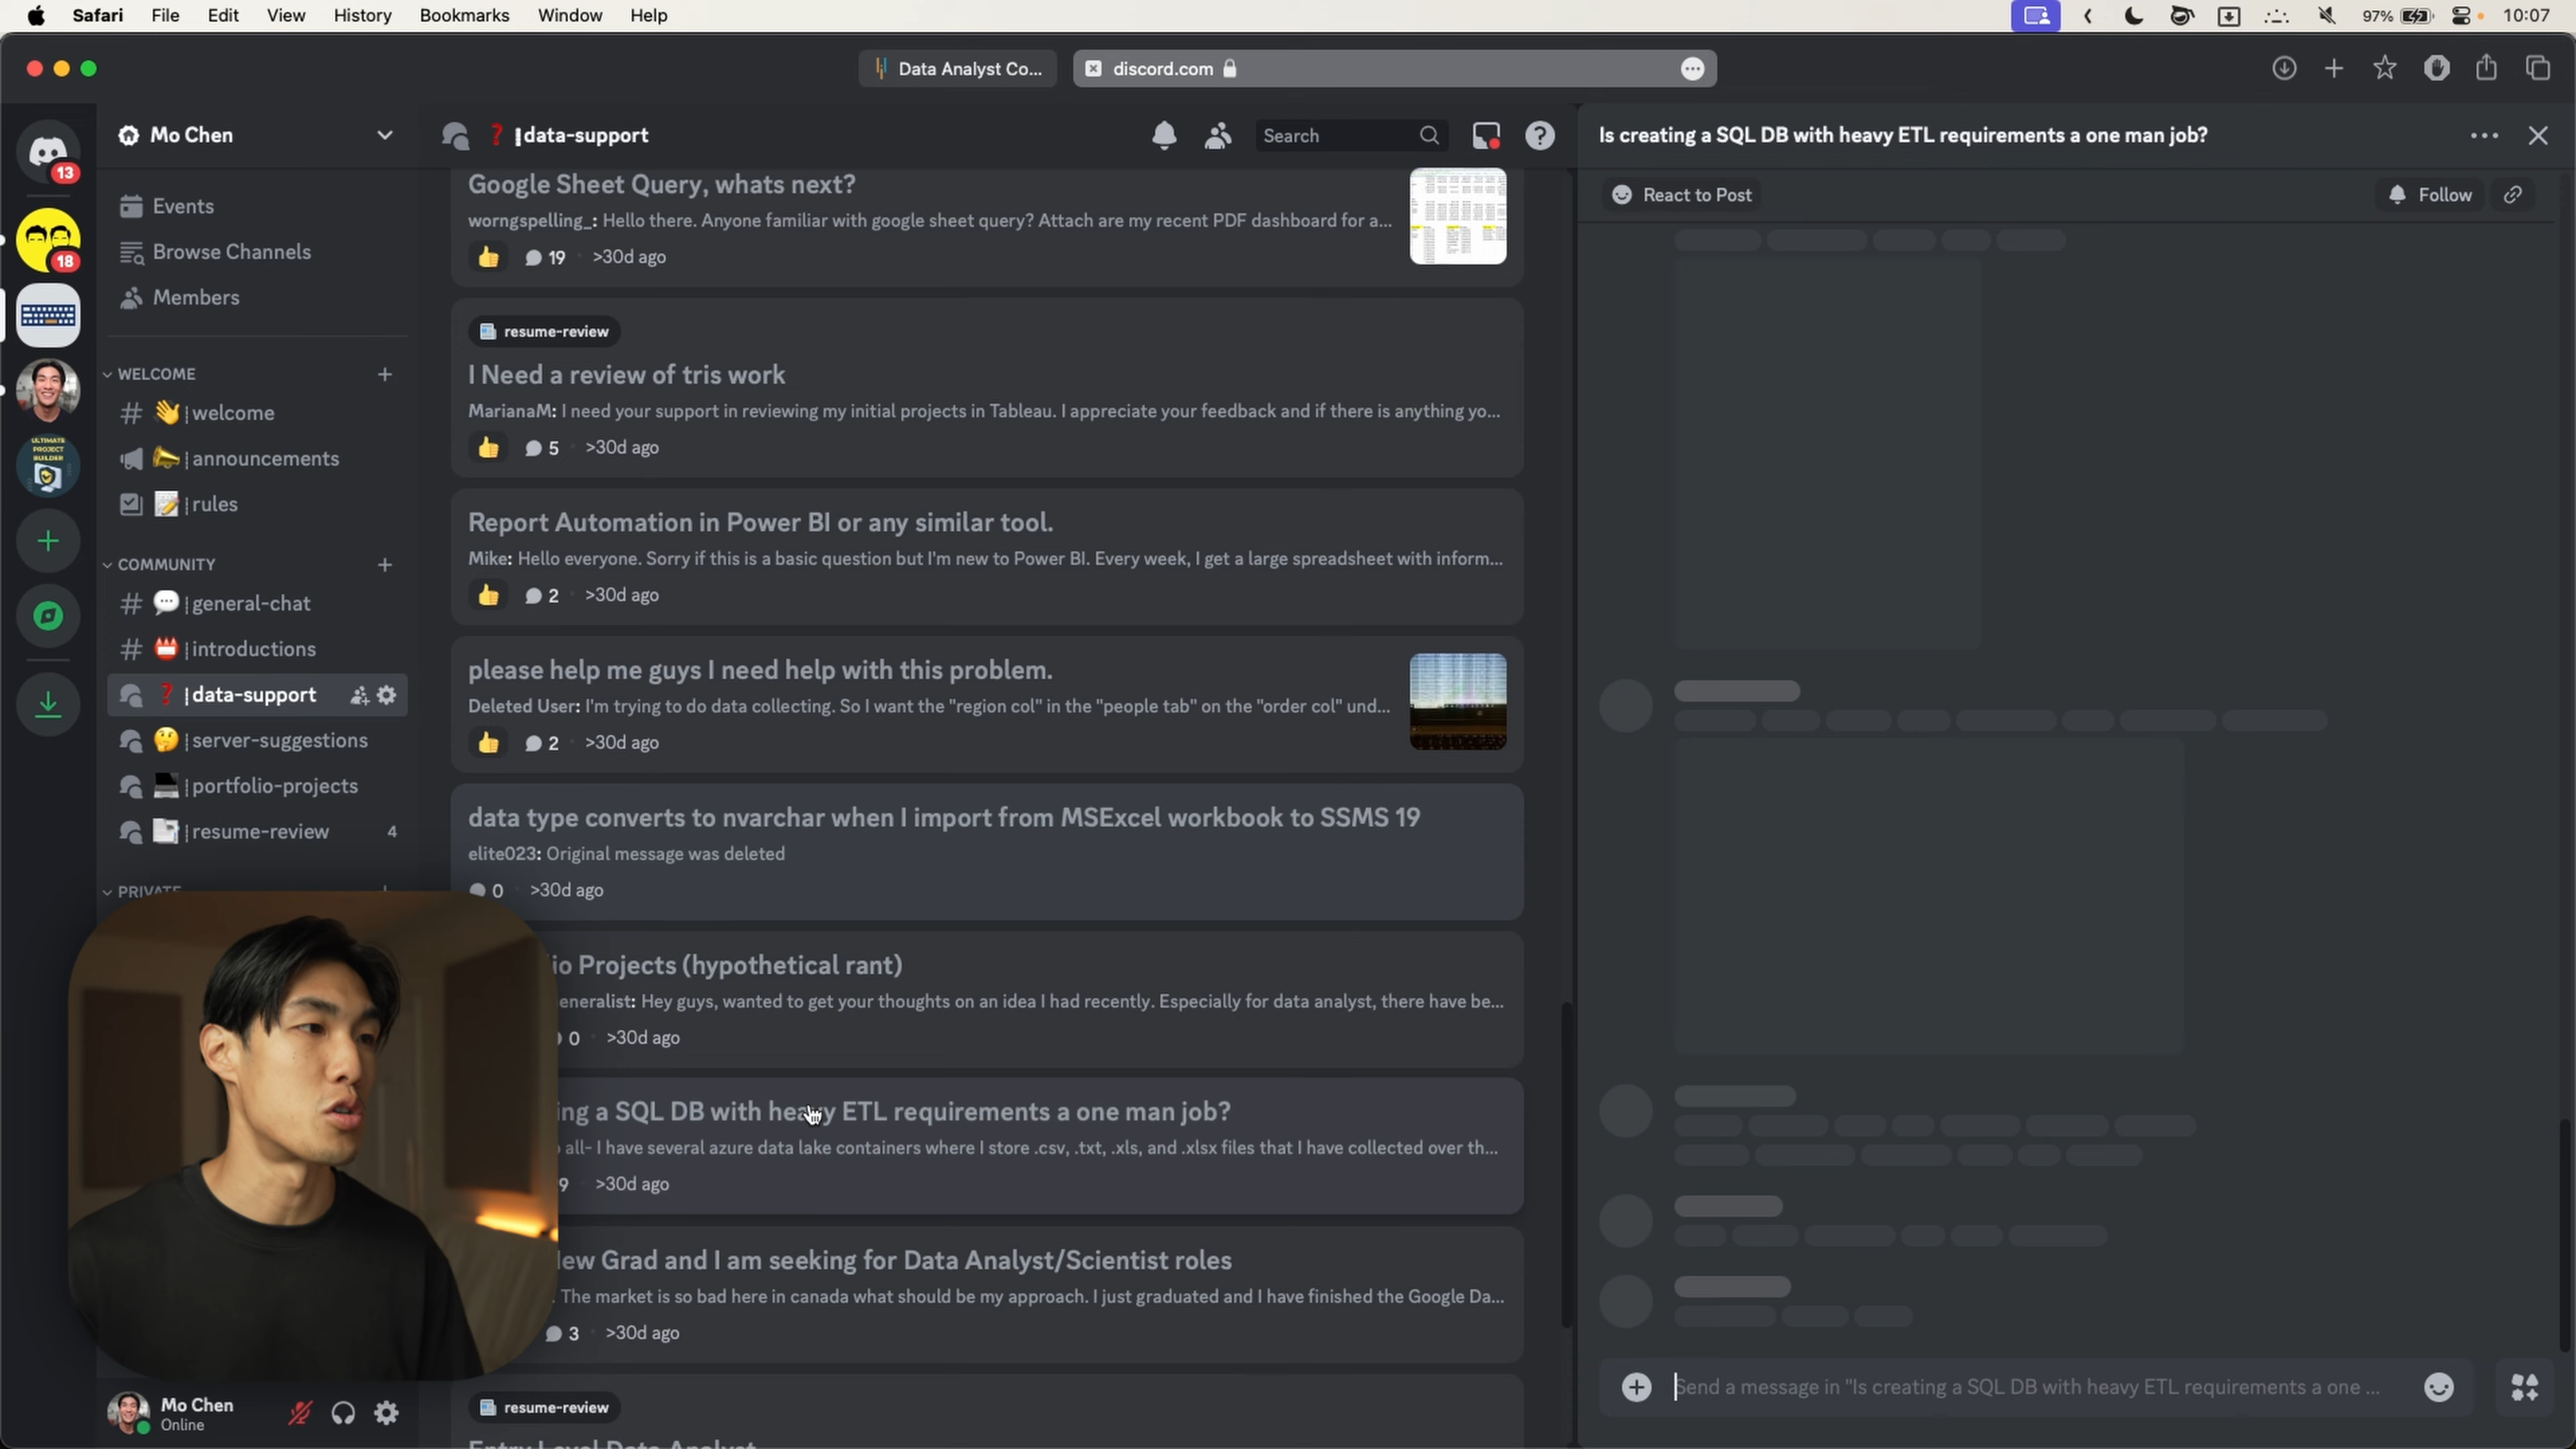 Safari File Edit View History Bookmarks Window Help 97% 10:07
Data Analyst Co... discord.com
13
18
ULTIMATE
PROJECT
BUILDER
Mo Chen
Events
Browse Channels
Members
WELCOME
welcome
announcements
rules
COMMUNITY
general-chat
introductions
data-support
server-suggestions
portfolio-projects
resume-review 4
PRIVATE
Mo Chen
Online
data-support Search
Google Sheet Query, whats next?
worngspelling_: Hello there. Anyone familiar with google sheet query? Attach are my recent PDF dashboard for a...
19 >30d ago
resume-review
I Need a review of tris work
MarianaM: I need your support in reviewing my initial projects in Tableau. I appreciate your feedback and if there is anything yo...
5 >30d ago
Report Automation in Power BI or any similar tool.
Mike: Hello everyone. Sorry if this is a basic question but I'm new to Power BI. Every week, I get a large spreadsheet with inform...
2 >30d ago
please help me guys I need help with this problem.
Deleted User: I'm trying to do data collecting. So I want the "region col" in the "people tab" on the "order col" und...
2 >30d ago
data type converts to nvarchar when I import from MSExcel workbook to SSMS 19
elite023: Original message was deleted
0 >30d ago
io Projects (hypothetical rant)
eneralist: Hey guys, wanted to get your thoughts on an idea I had recently. Especially for data analyst, there have be...
0 >30d ago
ing a SQL DB with heavy ETL requirements a one man job?
all- I have several azure data lake containers where I store .csv, .txt, .xls, and .xlsx files that I have collected over th...
9 >30d ago
New Grad and I am seeking for Data Analyst/Scientist roles
The market is so bad here in canada what should be my approach. I just graduated and I have finished the Google Da...
3 >30d ago
resume-review
Entry Level Data Analyst
Is creating a SQL DB with heavy ETL requirements a one man job?
React to Post Follow
Send a message in "Is creating a SQL DB with heavy ETL requirements a one ...